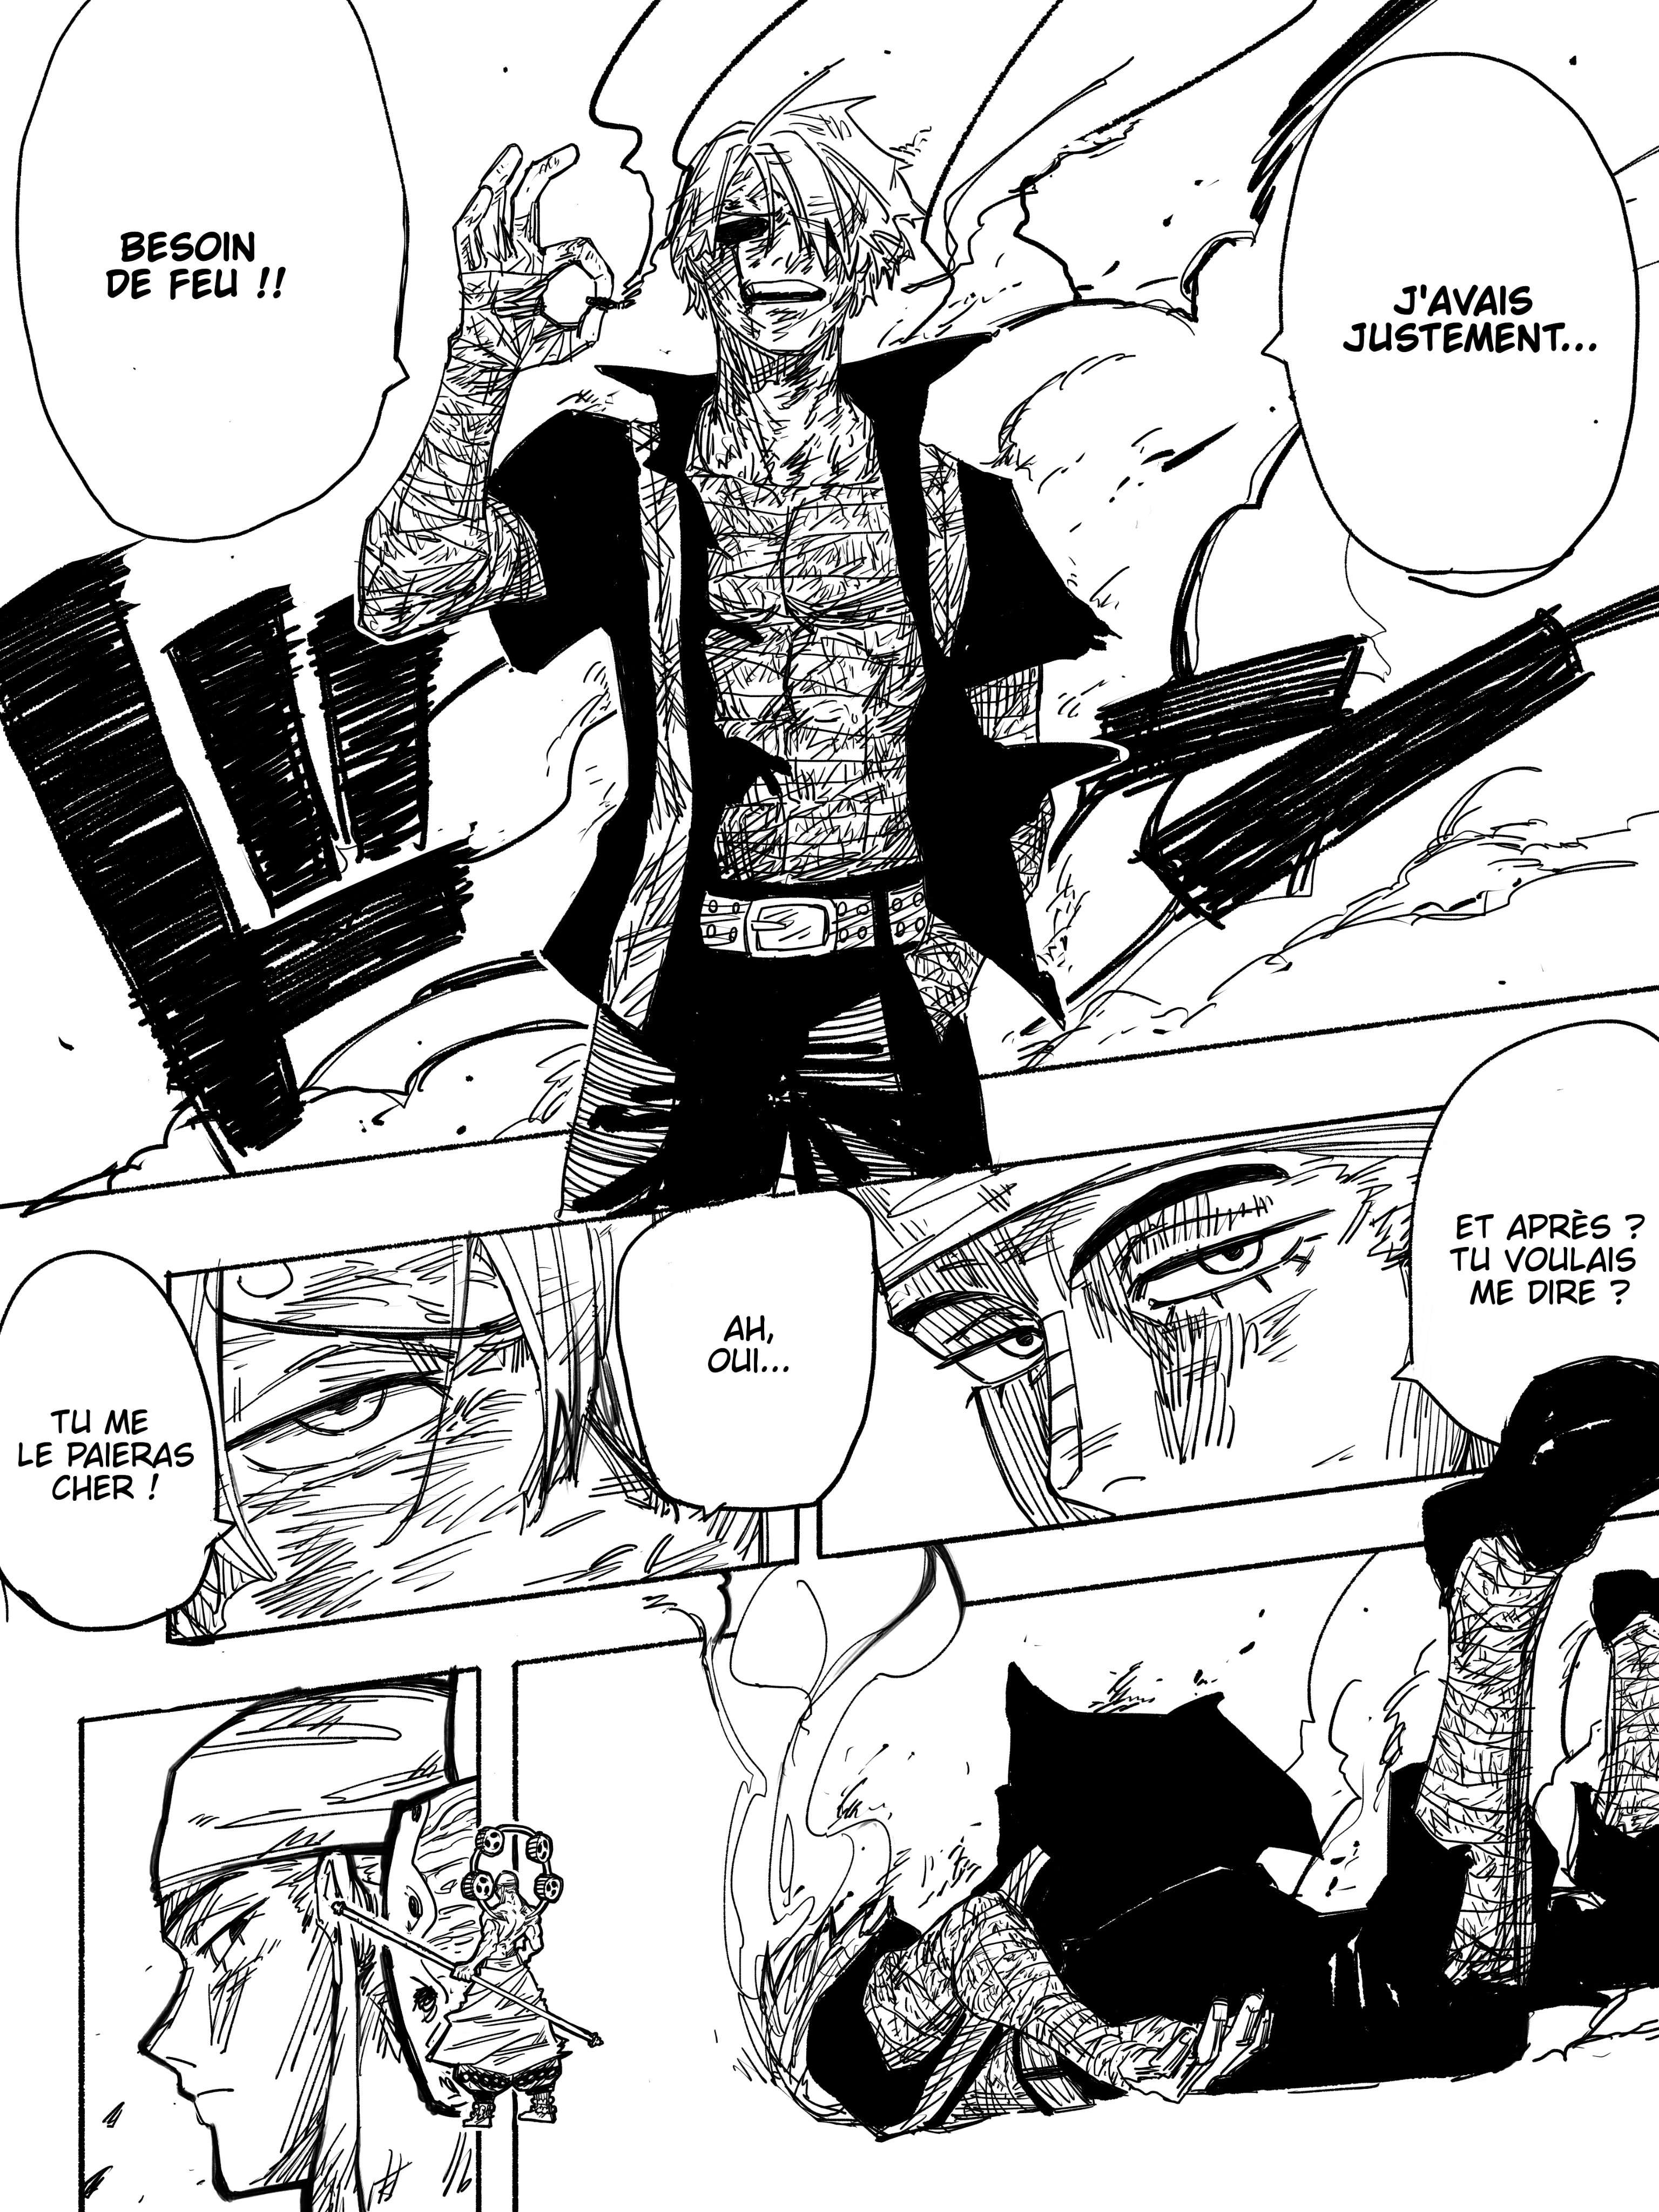 J'AVAIS
JUSTEMENT...
BESOIN
DE FEU !!
ET APRÈS ?
TU VOULAIS
ME DIRE ?
AH,
OUI...
TU ME
LE PAIERAS
CHER !